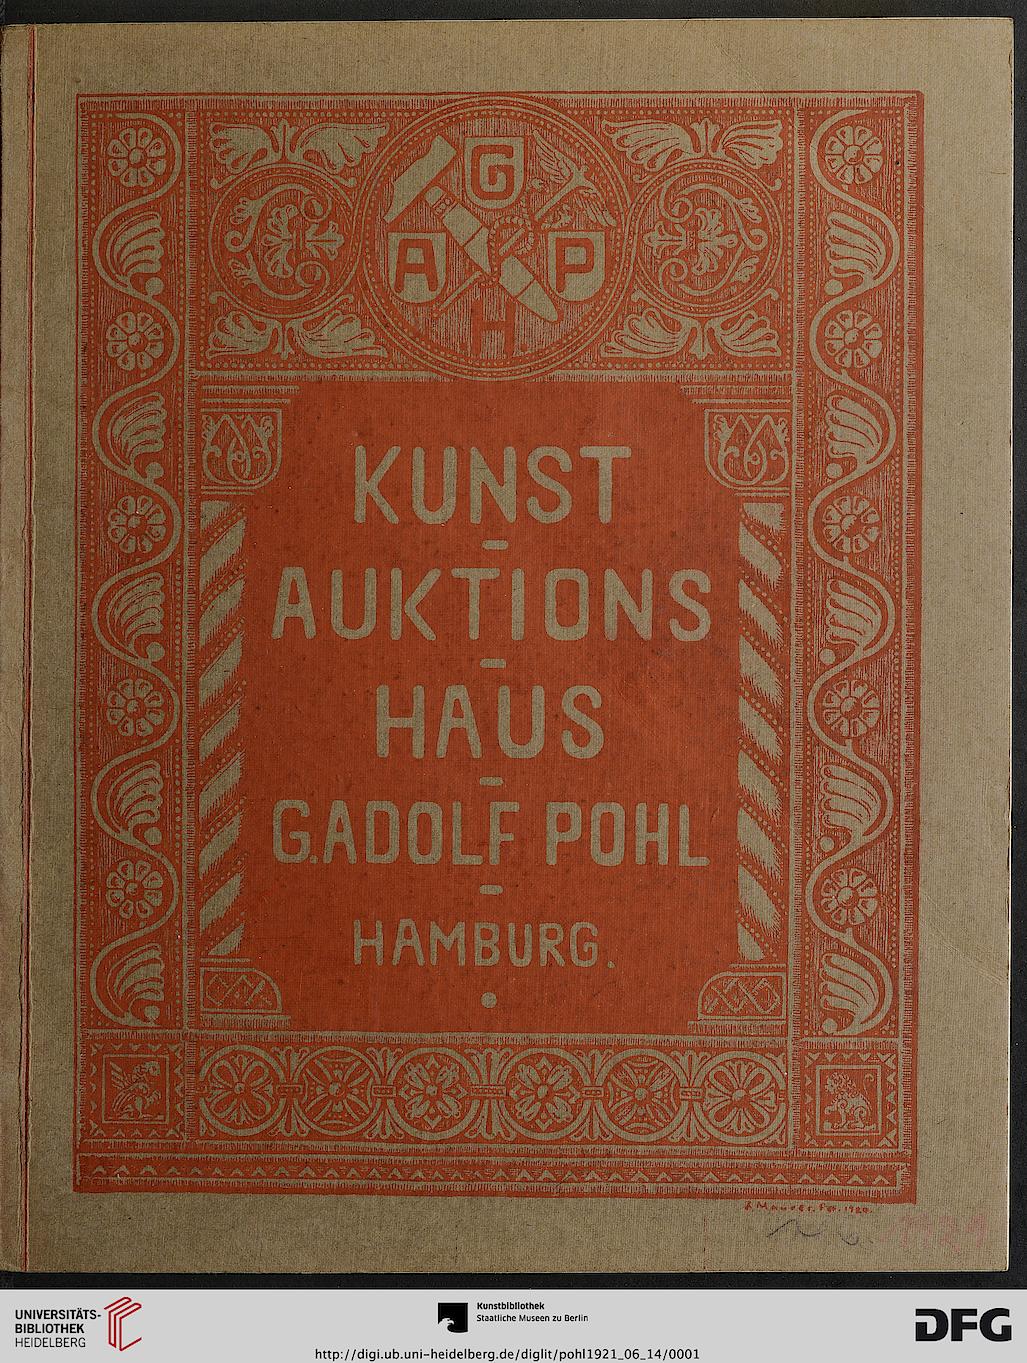 G
A P
H
KUNST
-
AUKTIONS
-
HAUS
-
G.ADOLF POHL
-
HAMBURG.
1920.
UNIVERSITÄTS-
BIBLIOTHEK
HEIDELBERG
Kunstbibliothek
Staatliche Museen zu Berlin
http://digi.ub.uni-heidelberg.de/diglit/pohl1921_06_14/0001
DFG